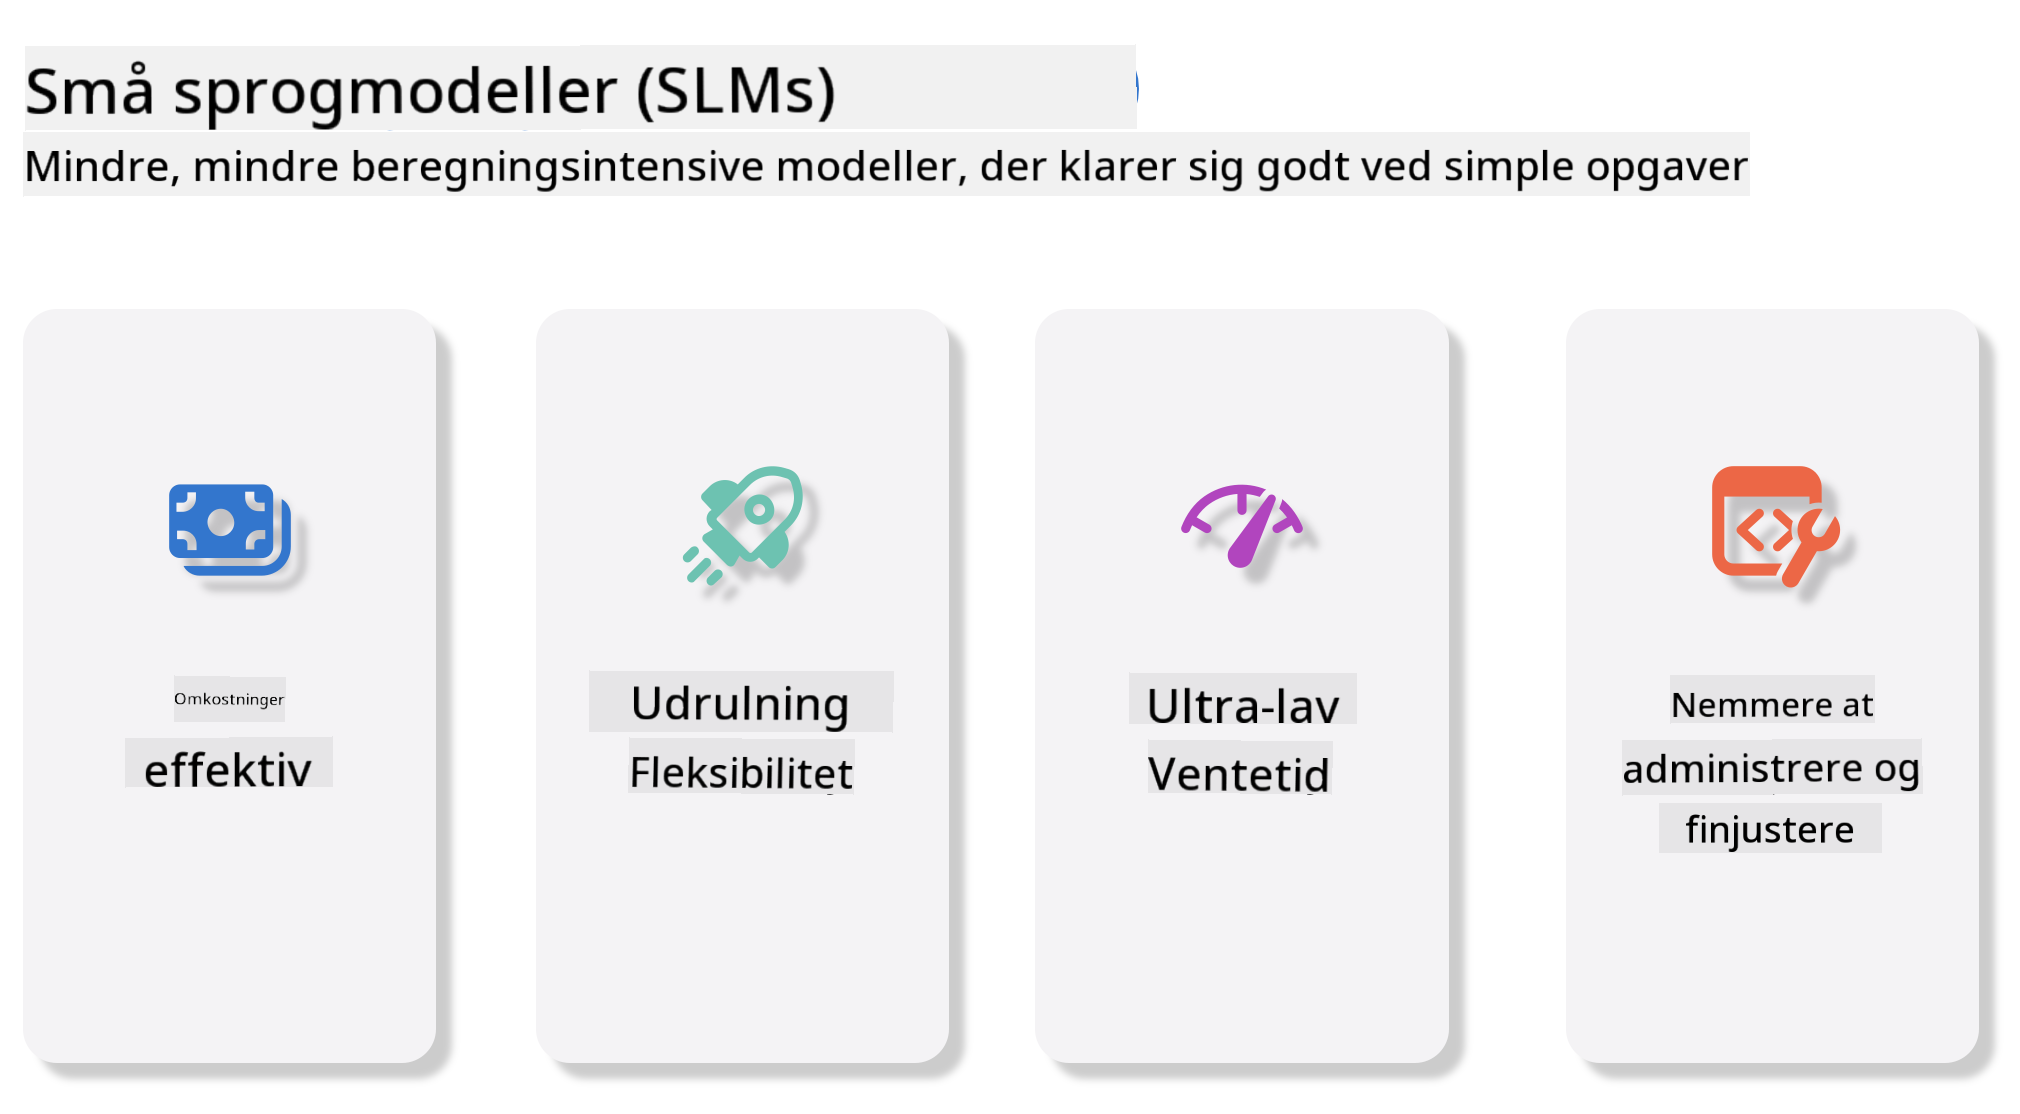 Små sprogmodeller (SLMs)
Mindre, mindre beregningsintensive modeller, der klarer sig godt ved simple opgaver
Omkostninger
effektiv
Udrulning
Fleksibilitet
Ultra-lav
Ventetid
Nemmere at
administrere og
finjustere